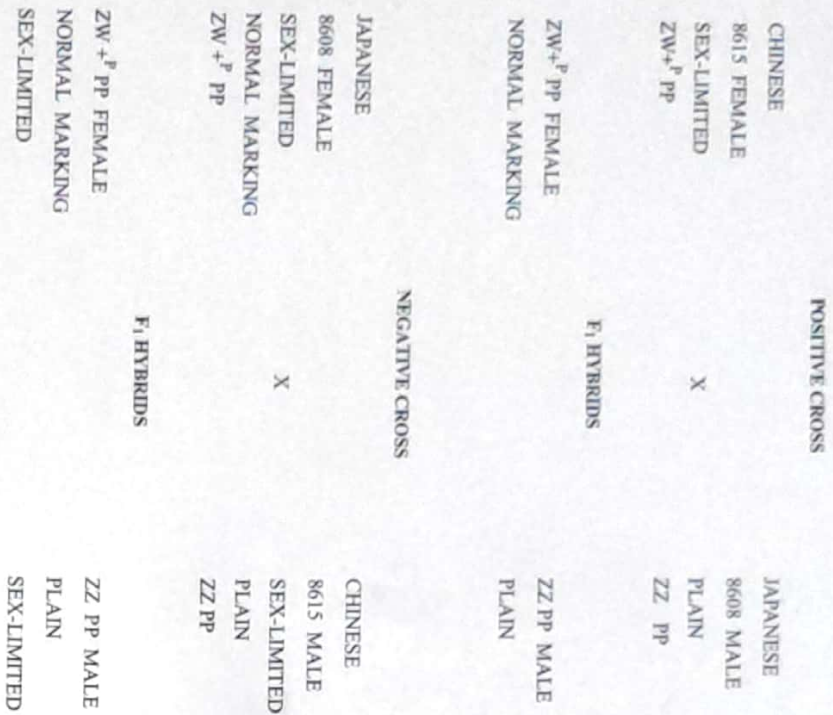 POSITIVE CROSS
CHINESE JAPANESE
8615 FEMALE 8608 MALE
SEX-LIMITED X PLAIN
ZW+ᴾ PP ZZ PP
F₁ HYBRIDS
ZW+ᴾ PP FEMALE ZZ PP MALE
NORMAL MARKING PLAIN
NEGATIVE CROSS
JAPANESE CHINESE
8608 FEMALE 8615 MALE
SEX-LIMITED X SEX-LIMITED
NORMAL MARKING PLAIN
ZW +ᴾ PP ZZ PP
F₁ HYBRIDS
ZW +ᴾ PP FEMALE ZZ PP MALE
NORMAL MARKING PLAIN
SEX-LIMITED SEX-LIMITED